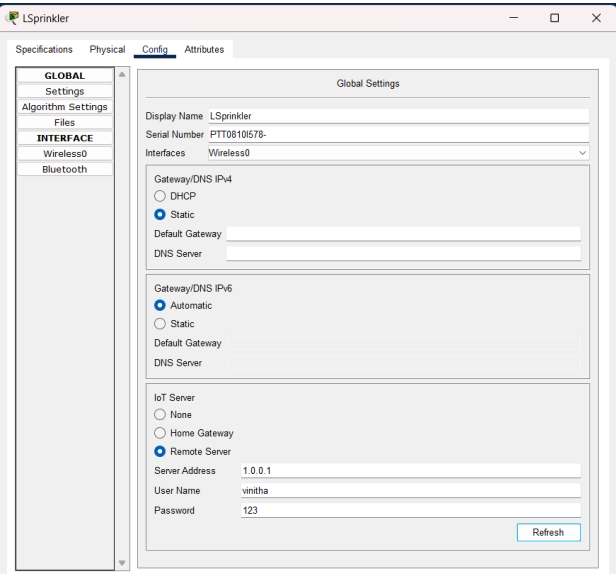 LSprinkler
Specifications Physical Config Attributes
GLOBAL
Settings
Algorithm Settings
Files
INTERFACE
Wireless0
Bluetooth
Global Settings
Display Name LSprinkler
Serial Number PTT0810I578-
Interfaces Wireless0
Gateway/DNS IPv4
DHCP
Static
Default Gateway
DNS Server
Gateway/DNS IPv6
Automatic
Static
Default Gateway
DNS Server
IoT Server
None
Home Gateway
Remote Server
Server Address 1.0.0.1
User Name vinitha
Password 123
Refresh